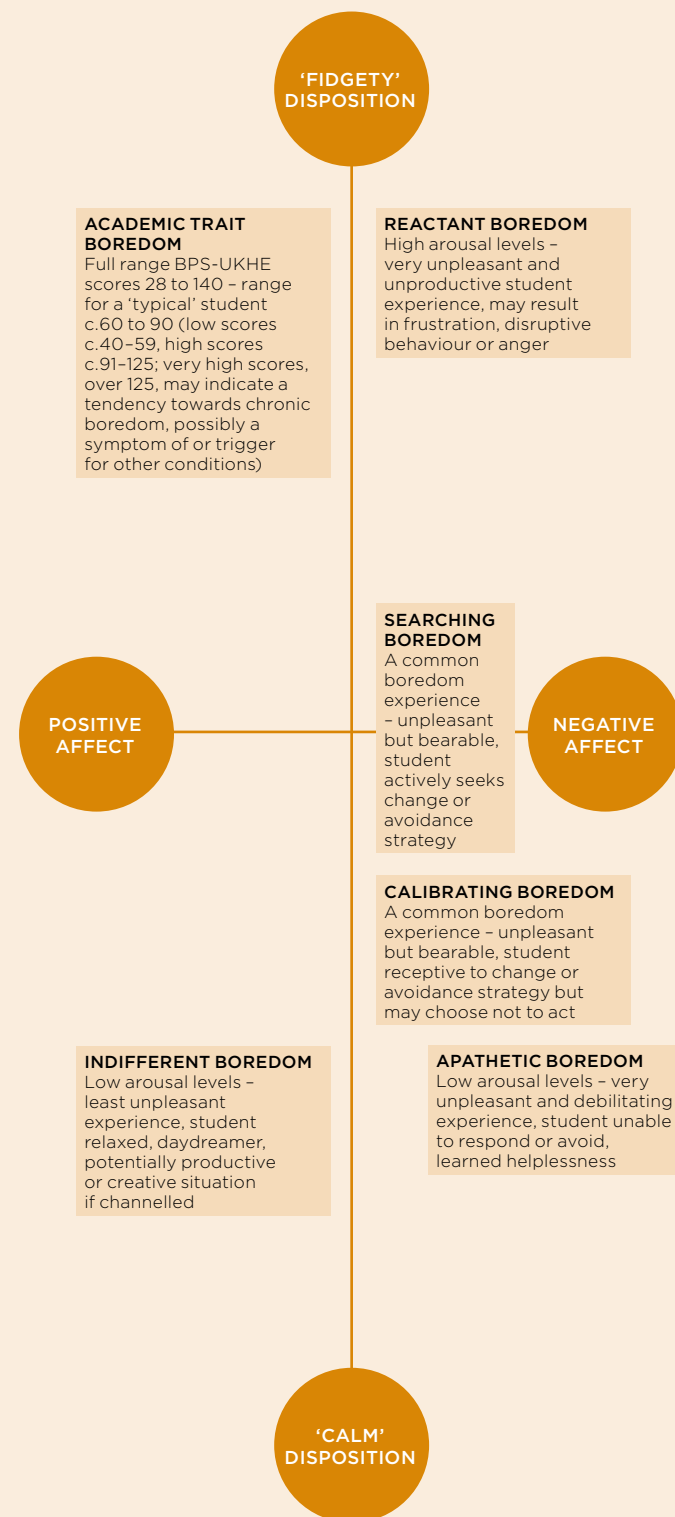 ‘FIDGETY’
DISPOSITION
ACADEMIC TRAIT
BOREDOM
Full range BPS-UKHE
scores 28 to 140 – range
for a ‘typical’ student
c.60 to 90 (low scores
c.40–59, high scores
c.91–125; very high scores,
over 125, may indicate a
tendency towards chronic
boredom, possibly a
symptom of or trigger
for other conditions)
REACTANT BOREDOM
High arousal levels –
very unpleasant and
unproductive student
experience, may result
in frustration, disruptive
behaviour or anger
POSITIVE
AFFECT
SEARCHING
BOREDOM
A common
boredom
experience
– unpleasant
but bearable,
student
actively seeks
change or
avoidance
strategy
NEGATIVE
AFFECT
CALIBRATING BOREDOM
A common boredom
experience – unpleasant
but bearable, student
receptive to change or
avoidance strategy but
may choose not to act
INDIFFERENT BOREDOM
Low arousal levels –
least unpleasant
experience, student
relaxed, daydreamer,
potentially productive
or creative situation
if channelled
APATHETIC BOREDOM
Low arousal levels – very
unpleasant and debilitating
experience, student unable
to respond or avoid,
learned helplessness
‘CALM’
DISPOSITION